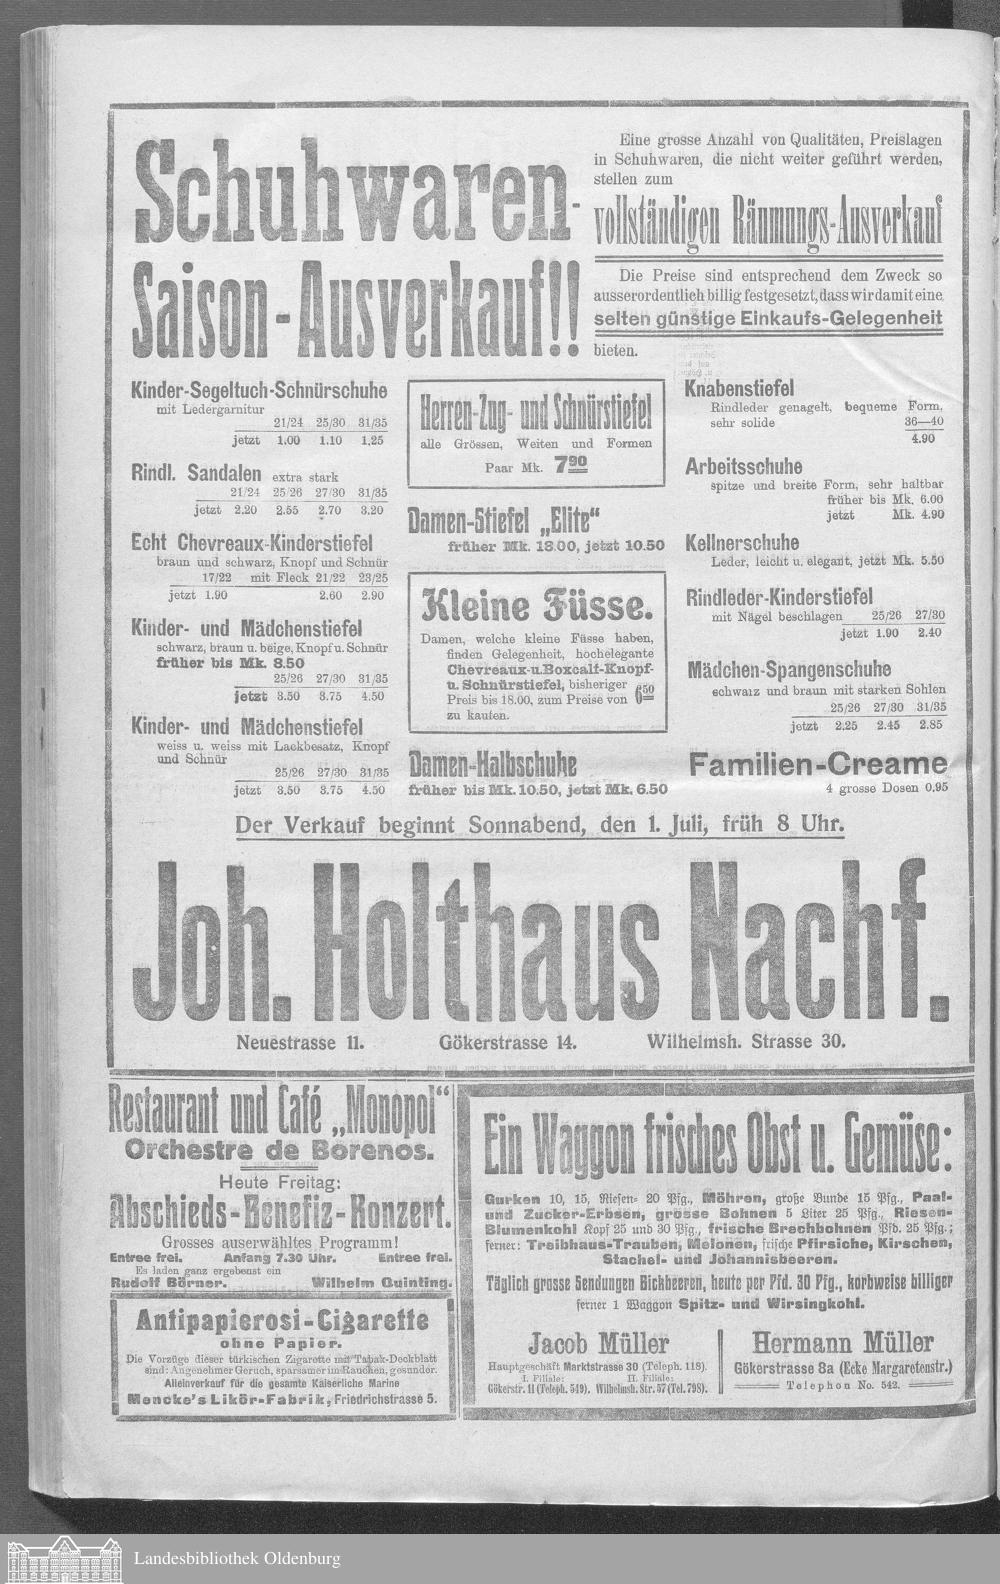 Schuhwaren-
Saison-Ausverkauf!!
Eine grosse Anzahl von Qualitäten, Preislagen
in Schuhwaren, die nicht weiter geführt werden,
stellen zum
vollständigen Räumungs-Ausverkauf
Die Preise sind entsprechend dem Zweck so
ausserordentlich billig festgesetzt, dass wir damit eine
selten günstige Einkaufs-Gelegenheit
bieten.
Kinder-Segeltuch-Schnürschuhe
mit Ledergarnitur
21/24 25/30 31/35
jetzt 1.00 1.10 1.25
Rindl. Sandalen extra stark
21/24 25/26 27/30 31/35
jetzt 2.20 2.55 2.70 3.20
Echt Chevreaux-Kinderstiefel
braun und schwarz, Knopf und Schnür
17/22 mit Fleck 21/22 23/25
jetzt 1.90 2.60 2.90
Kinder- und Mädchenstiefel
schwarz, braun u. beige, Knopf u. Schnür
früher bis Mk. 8.50
25/26 27/30 31/35
jetzt 3.50 3.75 4.50
Kinder- und Mädchenstiefel
weiss u. weiss mit Lackbesatz, Knopf
und Schnür
25/26 27/30 31/35
jetzt 3.50 3.75 4.50
Herren-Zug- und Schnürstiefel
alle Grössen, Weiten und Formen
Paar Mk. 7 90
Damen-Stiefel „Elite“
früher Mk. 18.00, jetzt 10.50
Kleine Füsse.
Damen, welche kleine Füsse haben,
finden Gelegenheit, hochelegante
Chevreaux-u. Boxcalf-Knopf-
u. Schnürstiefel, bisheriger
Preis bis 18.00, zum Preise von 6 50
zu kaufen.
Damen-Halbschuhe
früher bis Mk. 10.50, jetzt Mk. 6.50
Knabenstiefel
Rindleder genagelt, bequeme Form,
sehr solide 36—40
4.90
Arbeitsschuhe
spitze und breite Form, sehr haltbar
früher bis Mk. 6.00
jetzt Mk. 4.90
Kellnerschuhe
Leder, leicht u. elegant, jetzt Mk. 5.50
Rindleder-Kinderstiefel
mit Nägel beschlagen 25/26 27/30
jetzt 1.90 2.40
Mädchen-Spangenschuhe
schwarz und braun mit starken Sohlen
25/26 27/30 31/35
jetzt 2.25 2.45 2.85
Familien-Creame
4 grosse Dosen 0.95
Der Verkauf beginnt Sonnabend, den 1. Juli, früh 8 Uhr.
Joh. Holthaus Nachf.
Neuestrasse 11. Gökerstrasse 14. Wilhelmsh. Strasse 30.
Restaurant und Café „Monopol“
Orchestre de Borenos.
Heute Freitag:
Abschieds-Benefiz-Konzert.
Grosses auserwähltes Programm!
Entree frei. Anfang 7.30 Uhr. Entree frei.
Es laden ganz ergebenst ein
Rudolf Börner. Wilhelm Quinting.
Antipapierosi-Cigarette
ohne Papier.
Die Vorzüge dieser türkischen Zigarette mit Tabak-Deckblatt
sind: Angenehmer Geruch, sparsamer im Rauchen, gesunder.
Alleinverkauf für die gesamte Kaiserliche Marine
Mencke's Likör-Fabrik, Friedrichstrasse 5.
Ein Waggon frisches Obst u. Gemüse:
Gurken 10, 15, Riesen- 20 Pfg., Möhren, große Bunde 15 Pfg., Paal-
und Zucker-Erbsen, grosse Bohnen 5 Liter 25 Pfg., Riesen-
Blumenkohl Kopf 25 und 30 Pfg., frische Brechbohnen Pfd. 25 Pfg.;
ferner: Treibhaus-Trauben, Melonen, frische Pfirsiche, Kirschen,
Stachel- und Johannisbeeren.
Täglich grosse Sendungen Bickbeeren, heute per Pfd. 30 Pfg., korbweise billiger
ferner 1 Waggon Spitz- und Wirsingkohl.
Jacob Müller
Hauptgeschäft Marktstrasse 30 (Teleph. 118).
I. Filiale: II. Filiale:
Gökerstr. 11 (Teleph. 549). Wilhelmsh. Str. 57 (Tel. 798).
Hermann Müller
Gökerstrasse 8a (Ecke Margaretenstr.)
Telephon No. 542.
Landesbibliothek Oldenburg